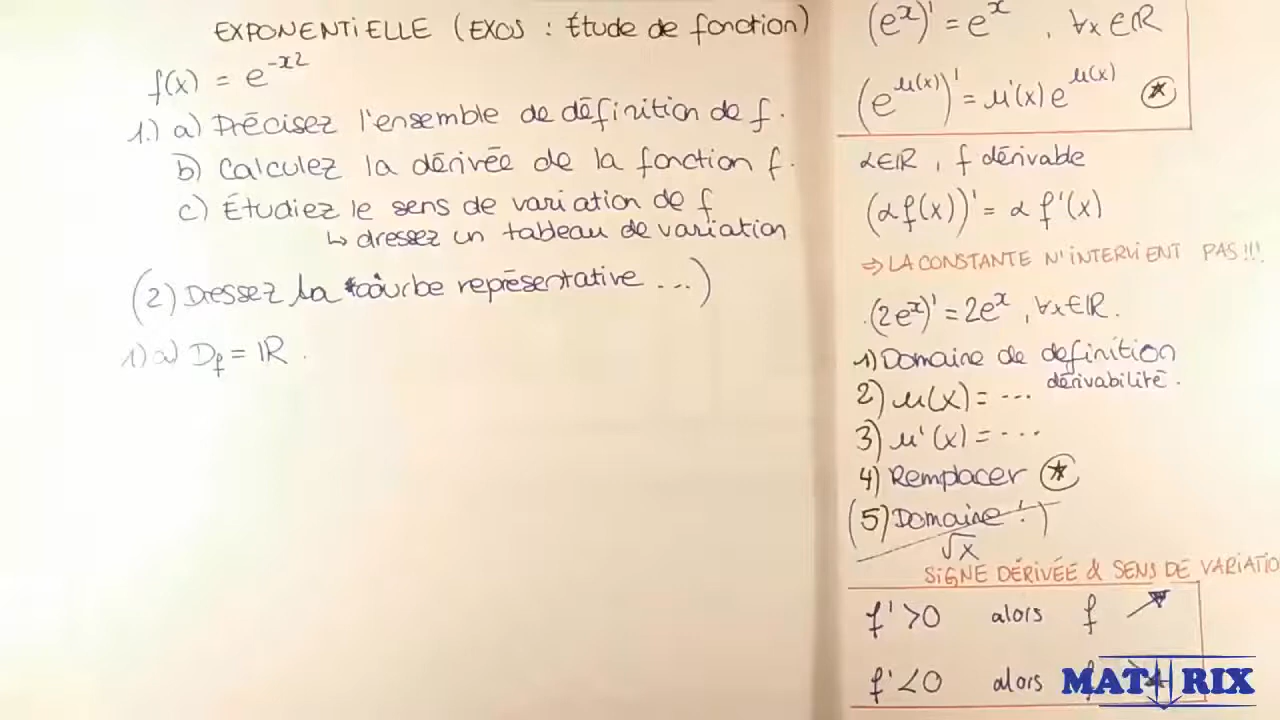 EXPONENTIELLE (EXOS : Étude de fonction)
f(x) = e^{-x2}
1.) a) Précisez l'ensemble de définition de f.
b) Calculez la dérivée de la fonction f.
c) Étudiez le sens de variation de f
↳ dressez un tableau de variation
(2) Dressez la courbe représentative ...)
1) a) D_f = ℝ.
(e^x)' = e^x , ∀x ∈ ℝ
(e^{u(x)})' = u'(x) e^{u(x)} ⊛
α∈ℝ, f dérivable
(α f(x))' = α f'(x)
⇒ LA CONSTANTE N'INTERVIENT PAS !!!
(2e^x)' = 2e^x , ∀x∈ℝ.
1) Domaine de definition
dérivabilité.
2) u(x) = ...
3) u'(x) = ...
4) Remplacer ⊛
(5) Domaine ! )
√x
SIGNE DÉRIVÉE & SENS DE VARIATIO
f' > 0 alors f ↗
f' < 0 alors f ↘
MATRIX